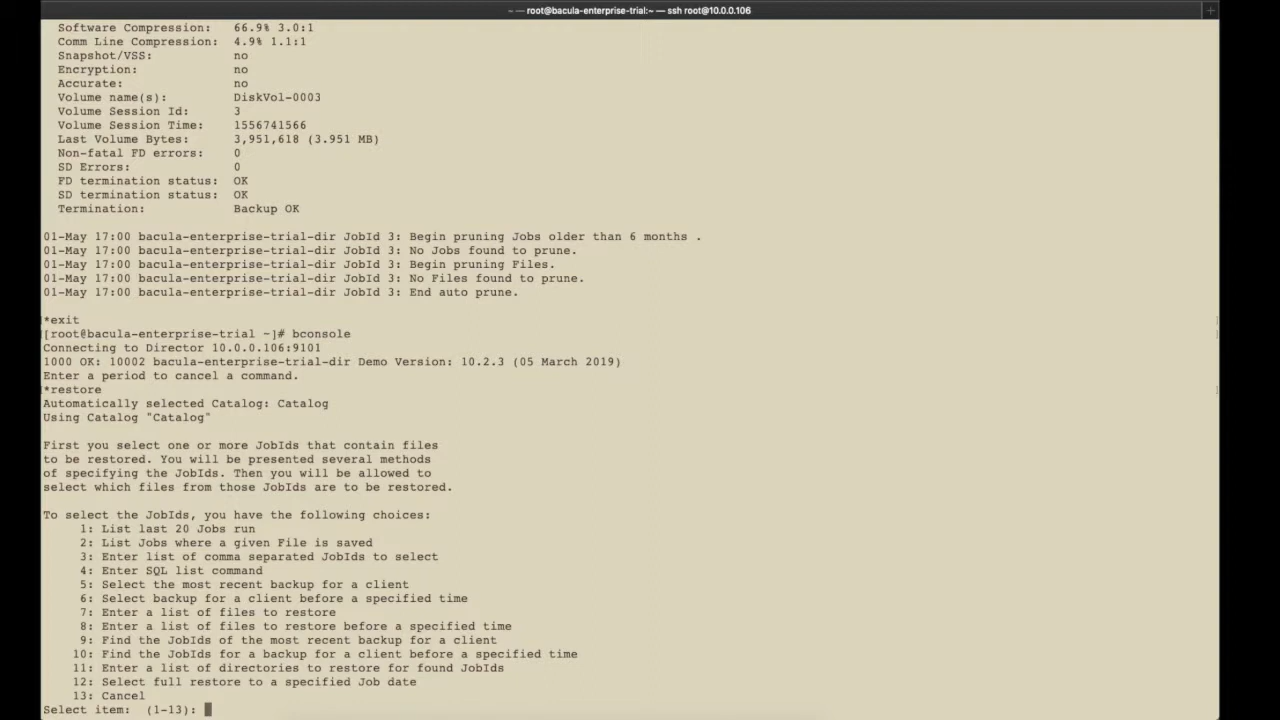 ~ — root@bacula-enterprise-trial:~ — ssh root@10.0.0.106
Software Compression: 66.9% 3.0:1
Comm Line Compression: 4.9% 1.1:1
Snapshot/VSS: no
Encryption: no
Accurate: no
Volume name(s): DiskVol-0003
Volume Session Id: 3
Volume Session Time: 1556741566
Last Volume Bytes: 3,951,618 (3.951 MB)
Non-fatal FD errors: 0
SD Errors: 0
FD termination status: OK
SD termination status: OK
Termination: Backup OK
01-May 17:00 bacula-enterprise-trial-dir JobId 3: Begin pruning Jobs older than 6 months .
01-May 17:00 bacula-enterprise-trial-dir JobId 3: No Jobs found to prune.
01-May 17:00 bacula-enterprise-trial-dir JobId 3: Begin pruning Files.
01-May 17:00 bacula-enterprise-trial-dir JobId 3: No Files found to prune.
01-May 17:00 bacula-enterprise-trial-dir JobId 3: End auto prune.
*exit
[root@bacula-enterprise-trial ~]# bconsole
Connecting to Director 10.0.0.106:9101
1000 OK: 10002 bacula-enterprise-trial-dir Demo Version: 10.2.3 (05 March 2019)
Enter a period to cancel a command.
*restore
Automatically selected Catalog: Catalog
Using Catalog "Catalog"
First you select one or more JobIds that contain files
to be restored. You will be presented several methods
of specifying the JobIds. Then you will be allowed to
select which files from those JobIds are to be restored.
To select the JobIds, you have the following choices:
1: List last 20 Jobs run
2: List Jobs where a given File is saved
3: Enter list of comma separated JobIds to select
4: Enter SQL list command
5: Select the most recent backup for a client
6: Select backup for a client before a specified time
7: Enter a list of files to restore
8: Enter a list of files to restore before a specified time
9: Find the JobIds of the most recent backup for a client
10: Find the JobIds for a backup for a client before a specified time
11: Enter a list of directories to restore for found JobIds
12: Select full restore to a specified Job date
13: Cancel
Select item: (1-13):